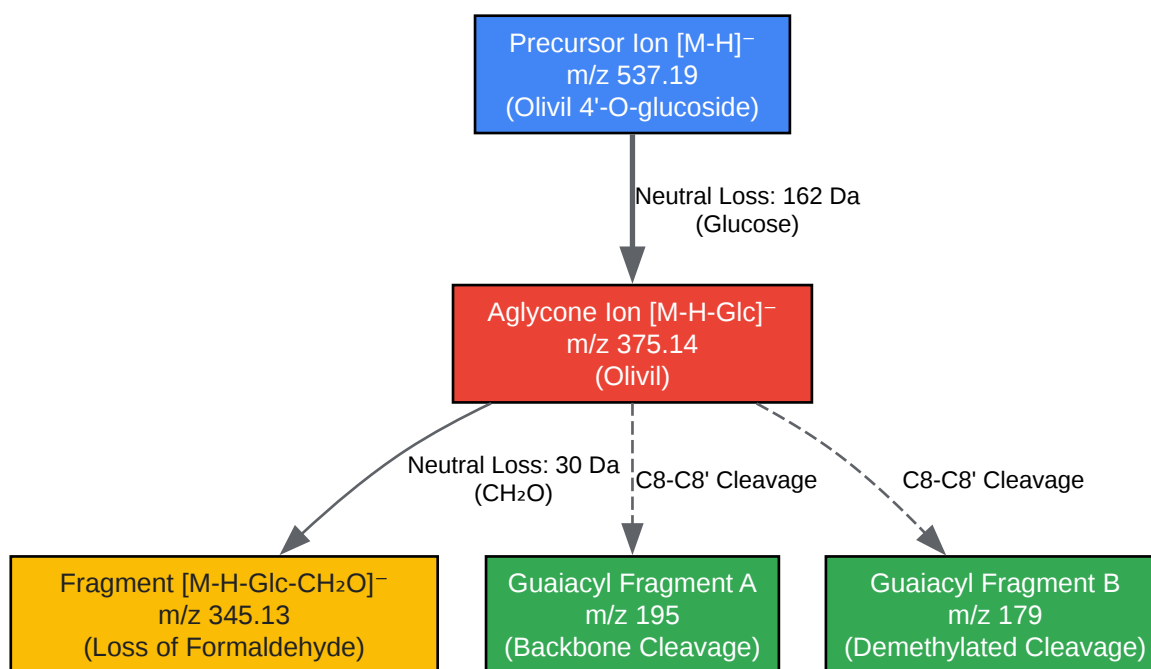 Precursor Ion [M-H]⁻
m/z 537.19
(Olivil 4'-O-glucoside)
Neutral Loss: 162 Da
(Glucose)
Aglycone Ion [M-H-Glc]⁻
m/z 375.14
(Olivil)
Neutral Loss: 30 Da
(CH₂O)
C8-C8' Cleavage
C8-C8' Cleavage
Fragment [M-H-Glc-CH₂O]⁻
m/z 345.13
(Loss of Formaldehyde)
Guaiacyl Fragment A
m/z 195
(Backbone Cleavage)
Guaiacyl Fragment B
m/z 179
(Demethylated Cleavage)